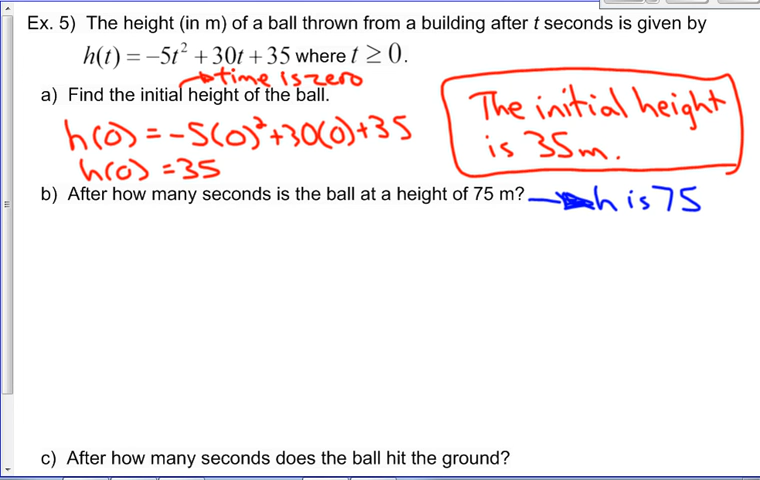 Ex. 5) The height (in m) of a ball thrown from a building after t seconds is given by
h(t) = −5t² + 30t + 35 where t ≥ 0.
time is zero
a) Find the initial height of the ball.
h(0) = -5(0)² + 30(0) + 35
h(0) = 35
The initial height
is 35m.
b) After how many seconds is the ball at a height of 75 m? h is 75
c) After how many seconds does the ball hit the ground?